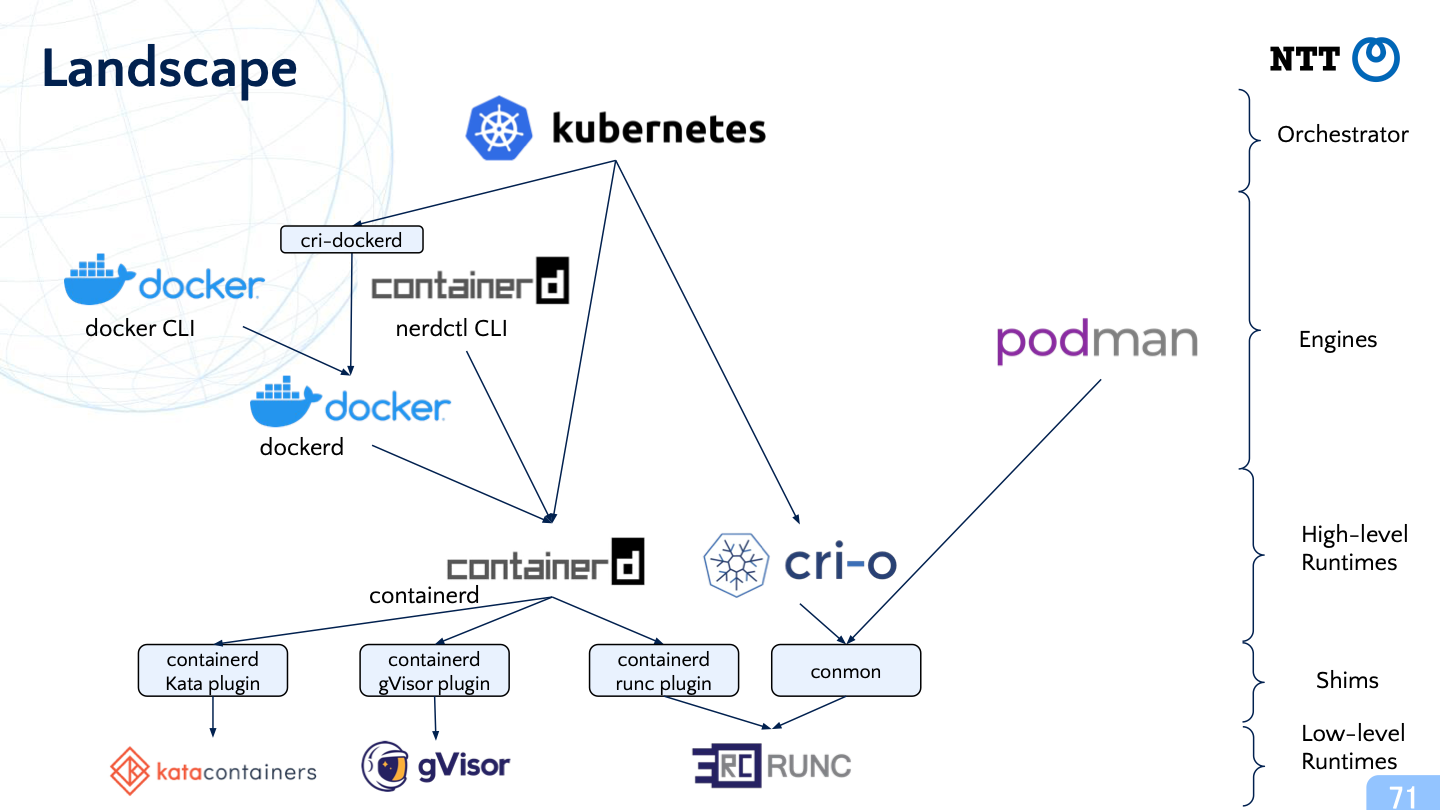 Landscape
NTT
kubernetes
Orchestrator
cri-dockerd
docker
docker CLI
containerd
nerdctl CLI
podman
Engines
docker
dockerd
containerd
containerd
cri-o
High-level
Runtimes
containerd
Kata plugin
containerd
gVisor plugin
containerd
runc plugin
conmon
Shims
katacontainers
gVisor
RC RUNC
Low-level
Runtimes
71